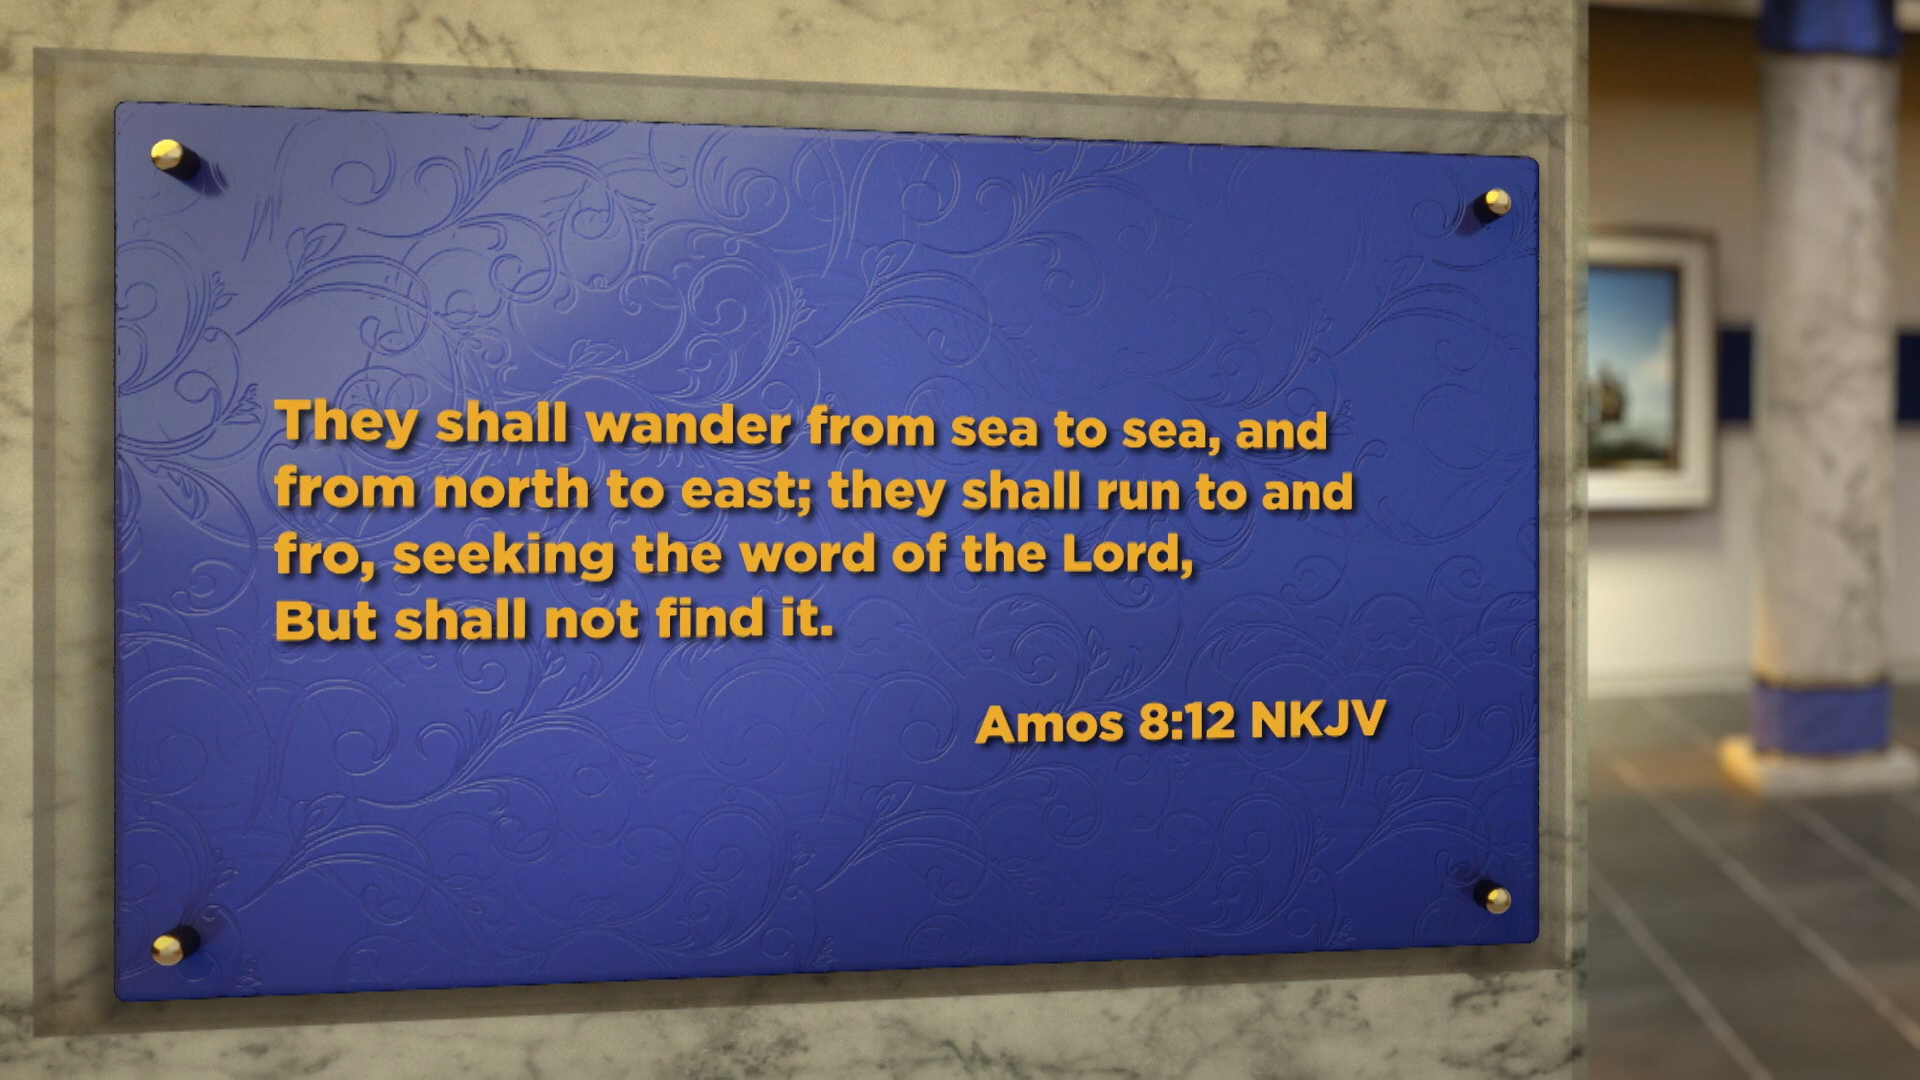 They shall wander from sea to sea, and
from north to east; they shall run to and
fro, seeking the word of the Lord,
But shall not find it.
Amos 8:12 NKJV